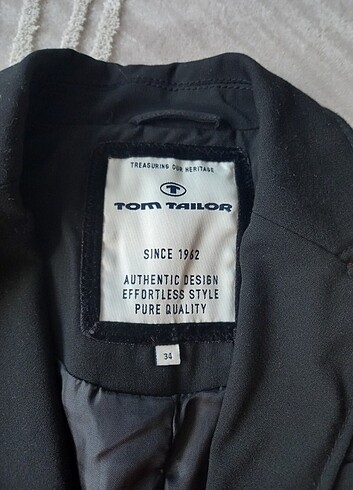 TREASURING OUR HERITAGE
T
TOM TAILOR
SINCE 1962
AUTHENTIC DESIGN
EFFORTLESS STYLE
PURE QUALITY
34